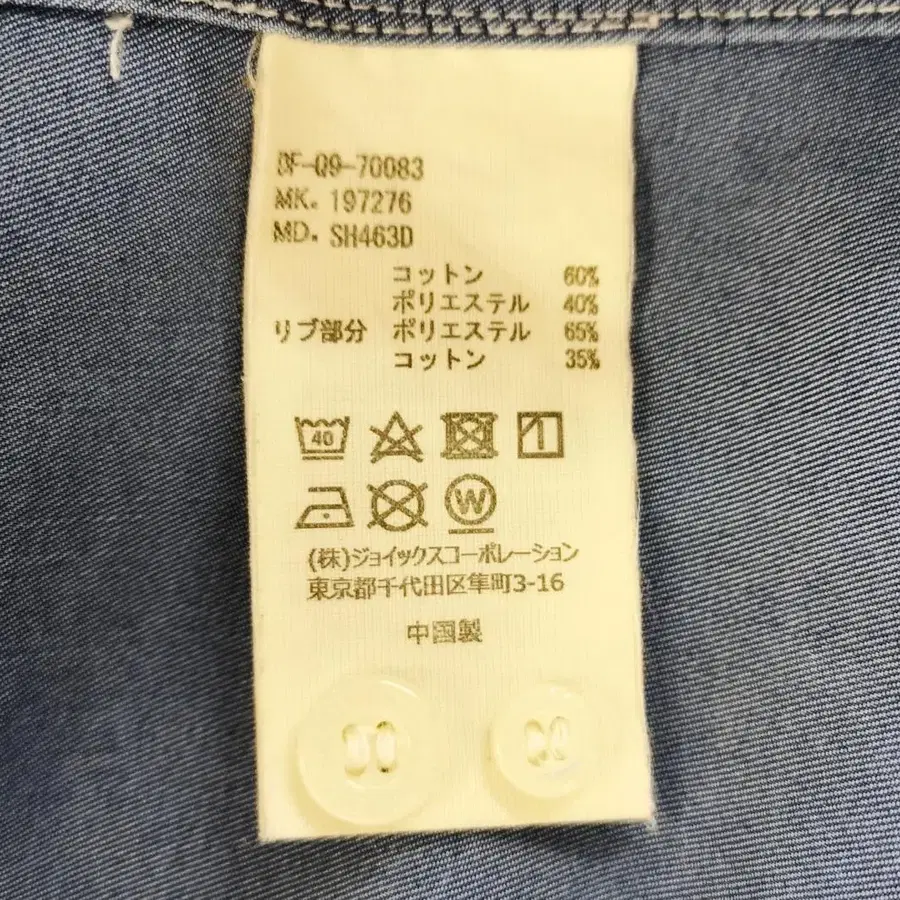 DF-Q9-70083
MK. 197276
MD. SH463D
コットン 60%
ポリエステル 40%
リブ部分 ポリエステル 65%
コットン 35%
40
W
(株)ジョイックスコーポレーション
東京都千代田区隼町3-16
中国製